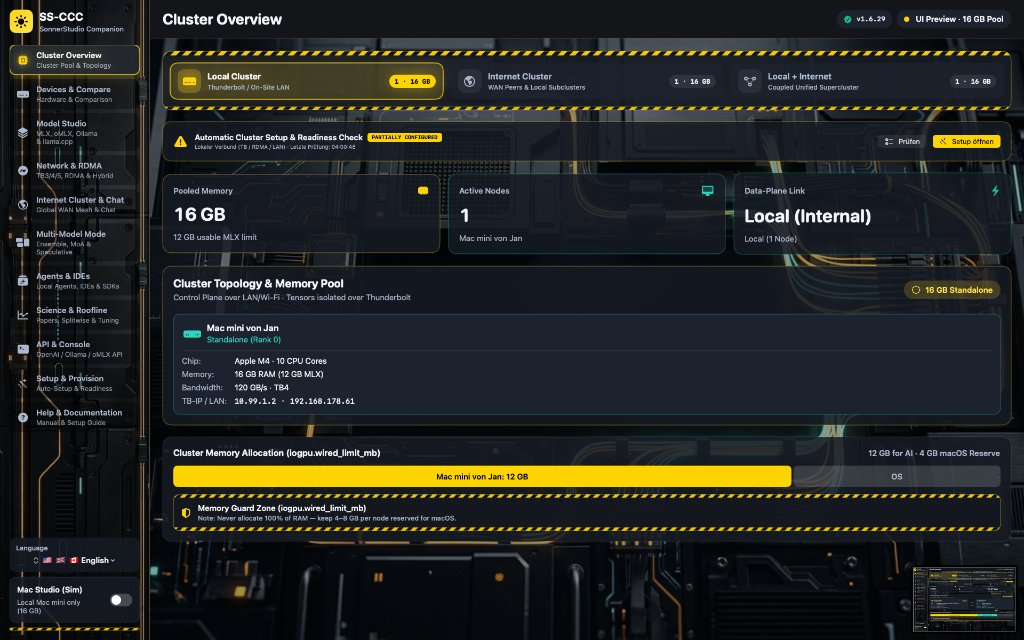 SS-CCC
SonnerStudio Companion
Cluster Overview
Cluster Pool & Topology
Devices & Compare
Hardware & Comparison
Model Studio
MLX, oMLX, Ollama
& llama.cpp
Network & RDMA
TB3/4/5, RDMA & Hybrid
Internet Cluster & Chat
Global WAN Mesh & Chat
Multi-Model Mode
Ensemble, MoA &
Speculative
Agents & IDEs
Local Agents, IDEs & SDKs
Science & Roofline
Papers, Splitwise & Tuning
API & Console
OpenAI / Ollama / oMLX API
Setup & Provision
Auto-Setup & Readiness
Help & Documentation
Manual & Setup Guide
Language
English
Mac Studio (Sim)
Local Mac mini only
(16 GB)
Cluster Overview
v1.6.29
UI Preview · 16 GB Pool
Local Cluster
Thunderbolt / On-Site LAN
1 · 16 GB
Internet Cluster
WAN Peers & Local Subclusters
1 · 16 GB
Local + Internet
Coupled Unified Supercluster
1 · 16 GB
Automatic Cluster Setup & Readiness Check
PARTIALLY CONFIGURED
Lokaler Verbund (TB / RDMA / LAN) · Letzte Prüfung: 04:00:48
Prüfen
Setup öffnen
Pooled Memory
16 GB
12 GB usable MLX limit
Active Nodes
1
Mac mini von Jan
Data-Plane Link
Local (Internal)
Local (1 Node)
Cluster Topology & Memory Pool
Control Plane over LAN/Wi-Fi · Tensors isolated over Thunderbolt
16 GB Standalone
Mac mini von Jan
Standalone (Rank 0)
Chip: Apple M4 · 10 CPU Cores
Memory: 16 GB RAM (12 GB MLX)
Bandwidth: 120 GB/s · TB4
TB-IP / LAN: 10.99.1.2 · 192.168.178.61
Cluster Memory Allocation (iogpu.wired_limit_mb)
12 GB for AI · 4 GB macOS Reserve
Mac mini von Jan: 12 GB
OS
Memory Guard Zone (iogpu.wired_limit_mb)
Note: Never allocate 100% of RAM — keep 4–8 GB per node reserved for macOS.